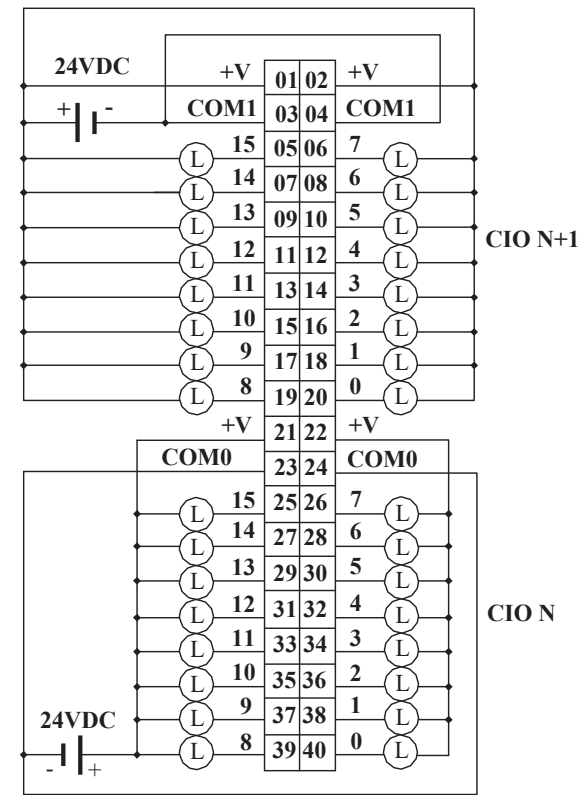 24VDC +V 01 02 +V
+ - COM1 03 04 COM1
L 15 05 06 7 L
L 14 07 08 6 L
L 13 09 10 5 L
CIO N+1
L 12 11 12 4 L
L 11 13 14 3 L
L 10 15 16 2 L
L 9 17 18 1 L
L 8 19 20 0 L
+V 21 22 +V
COM0 23 24 COM0
L 15 25 26 7 L
L 14 27 28 6 L
L 13 29 30 5 L
L 12 31 32 4 L
CIO N
L 11 33 34 3 L
L 10 35 36 2 L
24VDC L 9 37 38 1 L
- + L 8 39 40 0 L